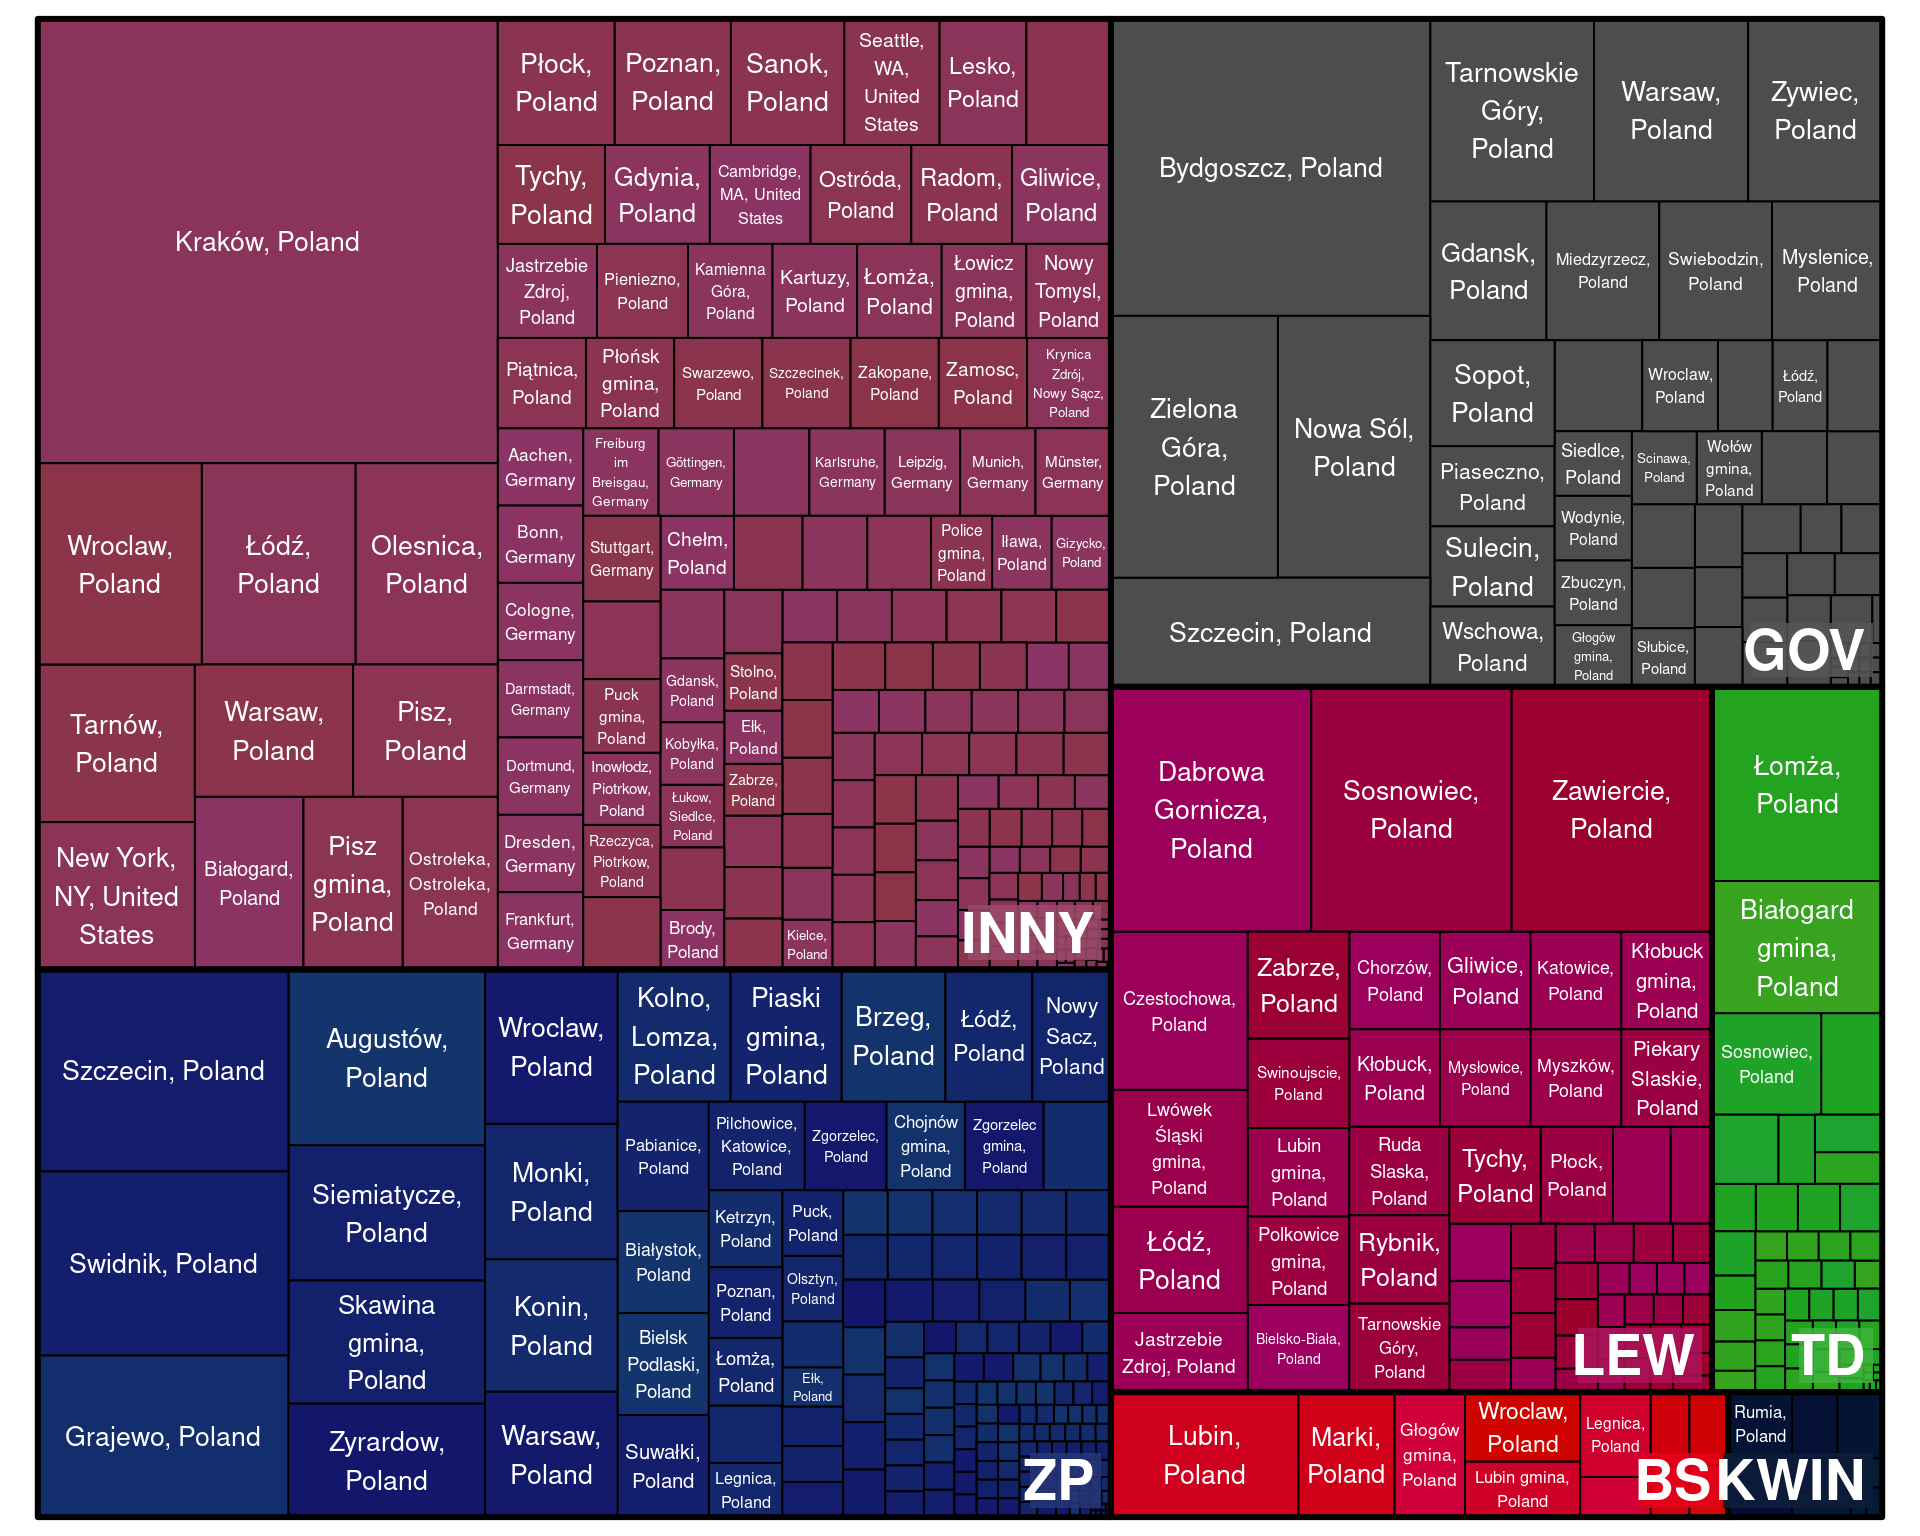 Kraków, Poland
Wroclaw,
Poland
Łódź,
Poland
Olesnica,
Poland
Tarnów,
Poland
Warsaw,
Poland
Pisz,
Poland
New York,
NY, United
States
Białogard,
Poland
Pisz
gmina,
Poland
Ostrołeka,
Ostroleka,
Poland
Płock,
Poland
Poznan,
Poland
Sanok,
Poland
Seattle,
WA,
United
States
Lesko,
Poland
Tychy,
Poland
Gdynia,
Poland
Cambridge,
MA, United
States
Ostróda,
Poland
Radom,
Poland
Gliwice,
Poland
Jastrzebie
Zdroj,
Poland
Pieniezno,
Poland
Kamienna
Góra,
Poland
Kartuzy,
Poland
Łomża,
Poland
Łowicz
gmina,
Poland
Nowy
Tomysl,
Poland
Piątnica,
Poland
Płońsk
gmina,
Poland
Swarzewo,
Poland
Szczecinek,
Poland
Zakopane,
Poland
Zamosc,
Poland
Krynica
Zdrój,
Nowy Sącz,
Poland
Aachen,
Germany
Freiburg
im
Breisgau,
Germany
Göttingen,
Germany
Karlsruhe,
Germany
Leipzig,
Germany
Munich,
Germany
Münster,
Germany
Bonn,
Germany
Stuttgart,
Germany
Chełm,
Poland
Police
gmina,
Poland
Iława,
Poland
Gizycko,
Poland
Cologne,
Germany
Darmstadt,
Germany
Puck
gmina,
Poland
Gdansk,
Poland
Stolno,
Poland
Dortmund,
Germany
Inowłodz,
Piotrkow,
Poland
Kobyłka,
Poland
Ełk,
Poland
Zabrze,
Poland
Dresden,
Germany
Rzeczyca,
Piotrkow,
Poland
Łukow,
Siedlce,
Poland
Frankfurt,
Germany
Brody,
Poland
Kielce,
Poland
INNY
Bydgoszcz, Poland
Tarnowskie
Góry,
Poland
Warsaw,
Poland
Zywiec,
Poland
Gdansk,
Poland
Miedzyrzecz,
Poland
Swiebodzin,
Poland
Myslenice,
Poland
Zielona
Góra,
Poland
Nowa Sól,
Poland
Szczecin, Poland
Sopot,
Poland
Wroclaw,
Poland
Łódź,
Poland
Piaseczno,
Poland
Siedlce,
Poland
Scinawa,
Poland
Wołów
gmina,
Poland
Sulecin,
Poland
Wodynie,
Poland
Zbuczyn,
Poland
Wschowa,
Poland
Głogów
gmina,
Poland
Słubice,
Poland
GOV
Dabrowa
Gornicza,
Poland
Sosnowiec,
Poland
Zawiercie,
Poland
Czestochowa,
Poland
Zabrze,
Poland
Chorzów,
Poland
Gliwice,
Poland
Katowice,
Poland
Kłobuck
gmina,
Poland
Swinoujscie,
Poland
Kłobuck,
Poland
Mysłowice,
Poland
Myszków,
Poland
Piekary
Slaskie,
Poland
Lwówek
Śląski
gmina,
Poland
Lubin
gmina,
Poland
Ruda
Slaska,
Poland
Tychy,
Poland
Płock,
Poland
Łódź,
Poland
Polkowice
gmina,
Poland
Rybnik,
Poland
Jastrzebie
Zdroj, Poland
Bielsko-Biała,
Poland
Tarnowskie
Góry,
Poland
LEW
Łomża,
Poland
Białogard
gmina,
Poland
Sosnowiec,
Poland
TD
Szczecin, Poland
Swidnik, Poland
Grajewo, Poland
Augustów,
Poland
Siemiatycze,
Poland
Skawina
gmina,
Poland
Zyrardow,
Poland
Wroclaw,
Poland
Monki,
Poland
Konin,
Poland
Warsaw,
Poland
Kolno,
Lomza,
Poland
Piaski
gmina,
Poland
Brzeg,
Poland
Łódź,
Poland
Nowy
Sacz,
Poland
Pabianice,
Poland
Pilchowice,
Katowice,
Poland
Zgorzelec,
Poland
Chojnów
gmina,
Poland
Zgorzelec
gmina,
Poland
Białystok,
Poland
Ketrzyn,
Poland
Puck,
Poland
Poznan,
Poland
Olsztyn,
Poland
Bielsk
Podlaski,
Poland
Łomża,
Poland
Ełk,
Poland
Suwałki,
Poland
Legnica,
Poland
ZP
Lubin,
Poland
Marki,
Poland
Głogów
gmina,
Poland
Wroclaw,
Poland
Lubin gmina,
Poland
Legnica,
Poland
BS
Rumia,
Poland
KWIN